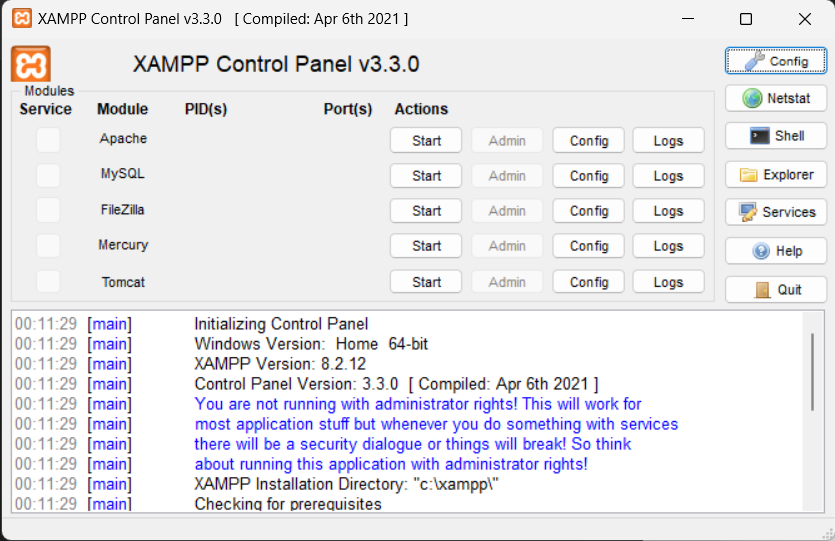 XAMPP Control Panel v3.3.0 [ Compiled: Apr 6th 2021 ]
XAMPP Control Panel v3.3.0
Config
Modules
Service Module PID(s) Port(s) Actions
Netstat
Apache Start Admin Config Logs
Shell
MySQL Start Admin Config Logs
Explorer
FileZilla Start Admin Config Logs
Services
Mercury Start Admin Config Logs
Help
Tomcat Start Admin Config Logs
Quit
00:11:29 [main] Initializing Control Panel
00:11:29 [main] Windows Version: Home 64-bit
00:11:29 [main] XAMPP Version: 8.2.12
00:11:29 [main] Control Panel Version: 3.3.0 [ Compiled: Apr 6th 2021 ]
00:11:29 [main] You are not running with administrator rights! This will work for
00:11:29 [main] most application stuff but whenever you do something with services
00:11:29 [main] there will be a security dialogue or things will break! So think
00:11:29 [main] about running this application with administrator rights!
00:11:29 [main] XAMPP Installation Directory: "c:\xampp\"
00:11:29 [main] Checking for prerequisites